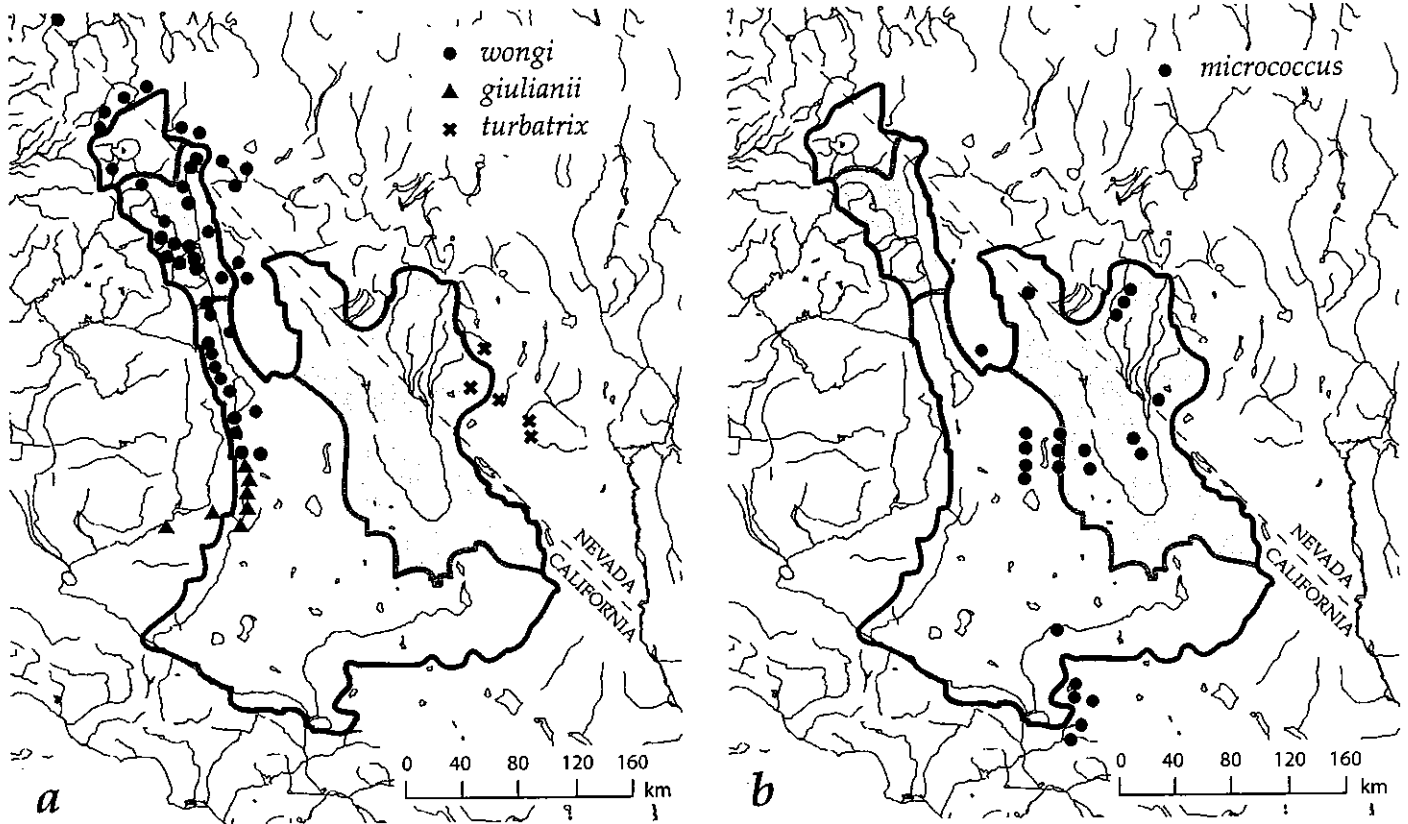 wongi
giulianii
turbatrix
NEVADA
CALIFORNIA
0 40 80 120 160
km
a
micrococcus
NEVADA
CALIFORNIA
0 40 80 120 160
km
b